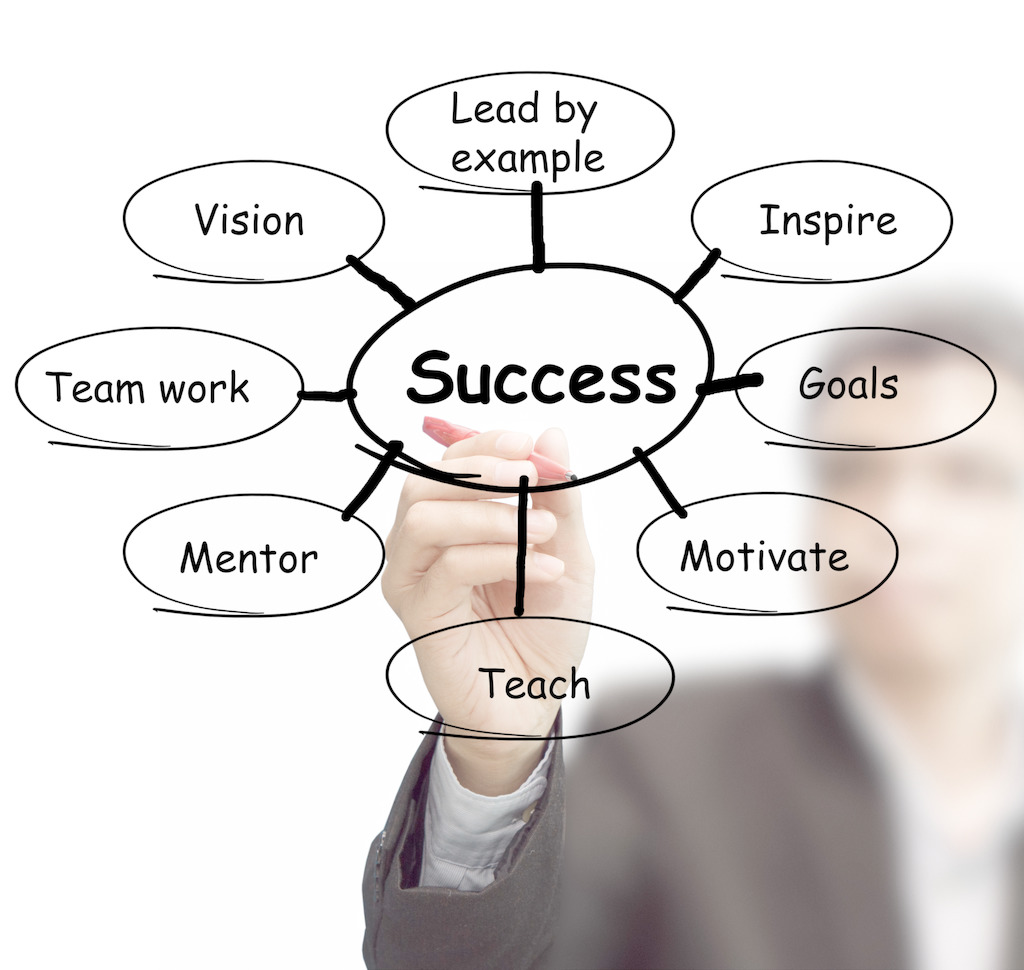 Lead by
example
Vision
Inspire
Success
Team work
Goals
Mentor
Motivate
Teach